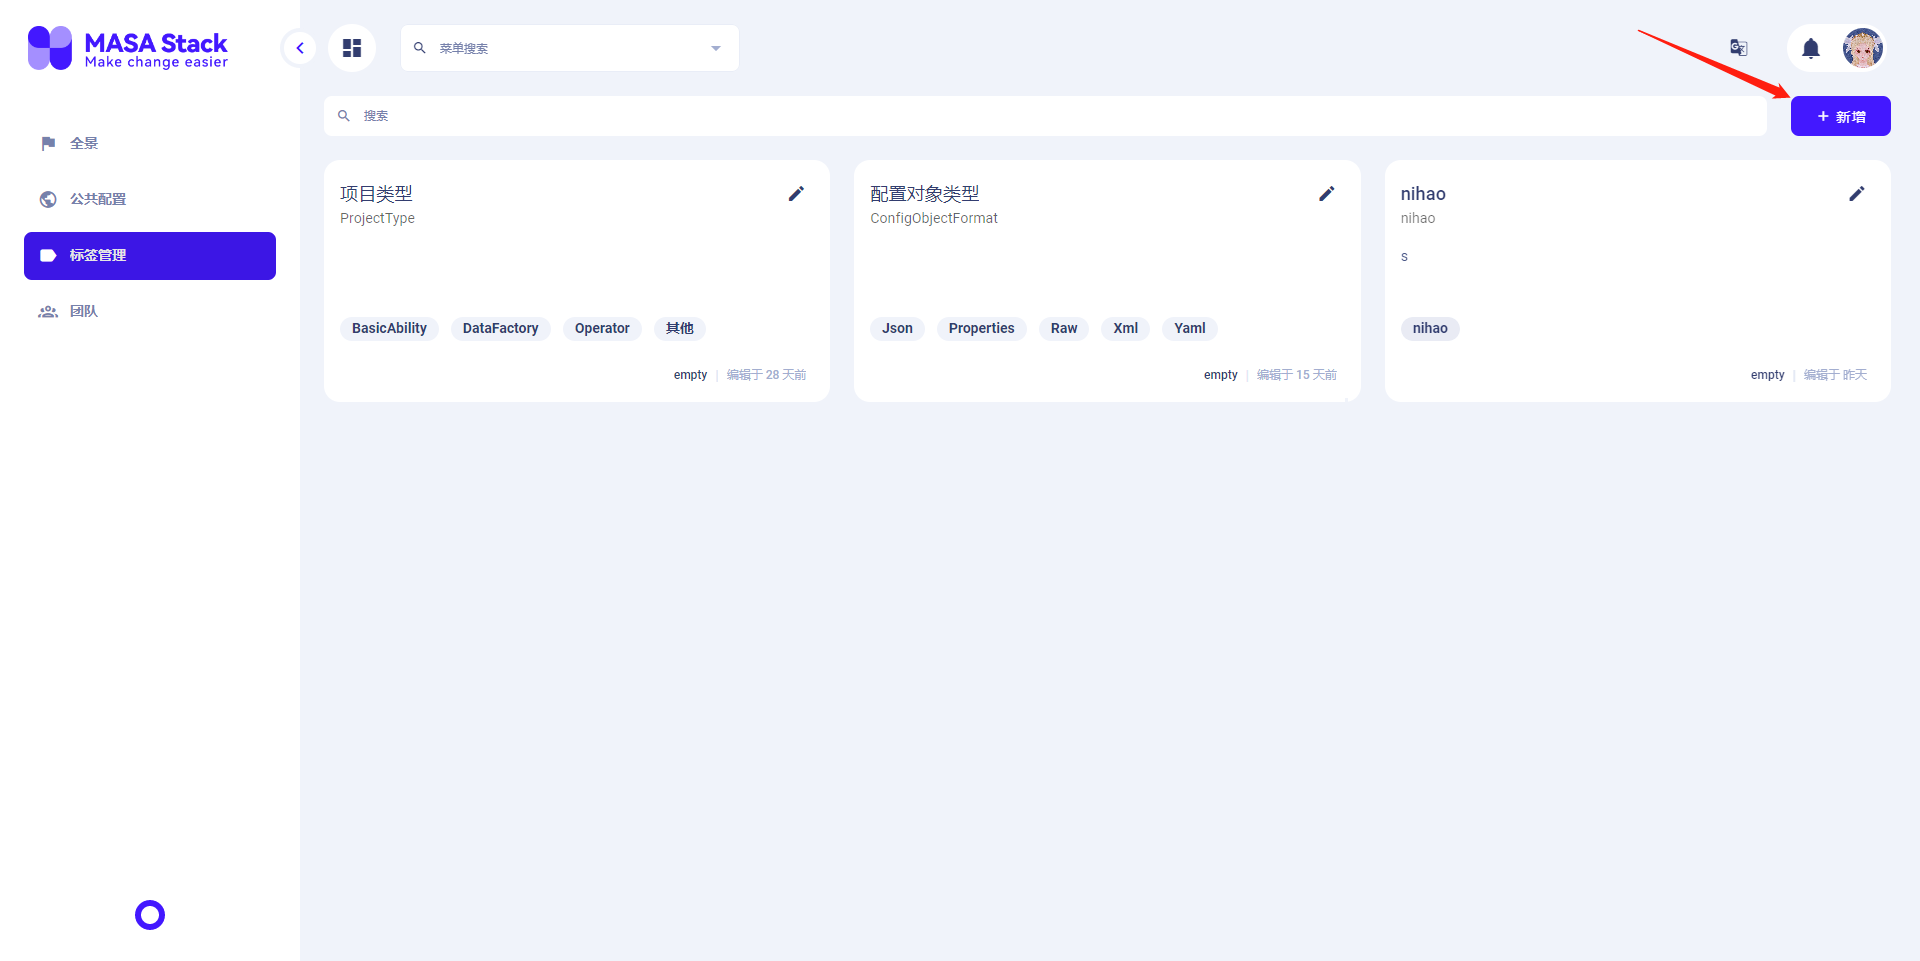 MASA Stack
Make change easier
全景
公共配置
标签管理
团队
菜单搜索
搜索
+ 新增
项目类型
ProjectType
BasicAbility DataFactory Operator 其他
empty | 编辑于 28 天前
配置对象类型
ConfigObjectFormat
Json Properties Raw Xml Yaml
empty | 编辑于 15 天前
nihao
nihao
s
nihao
empty | 编辑于 昨天